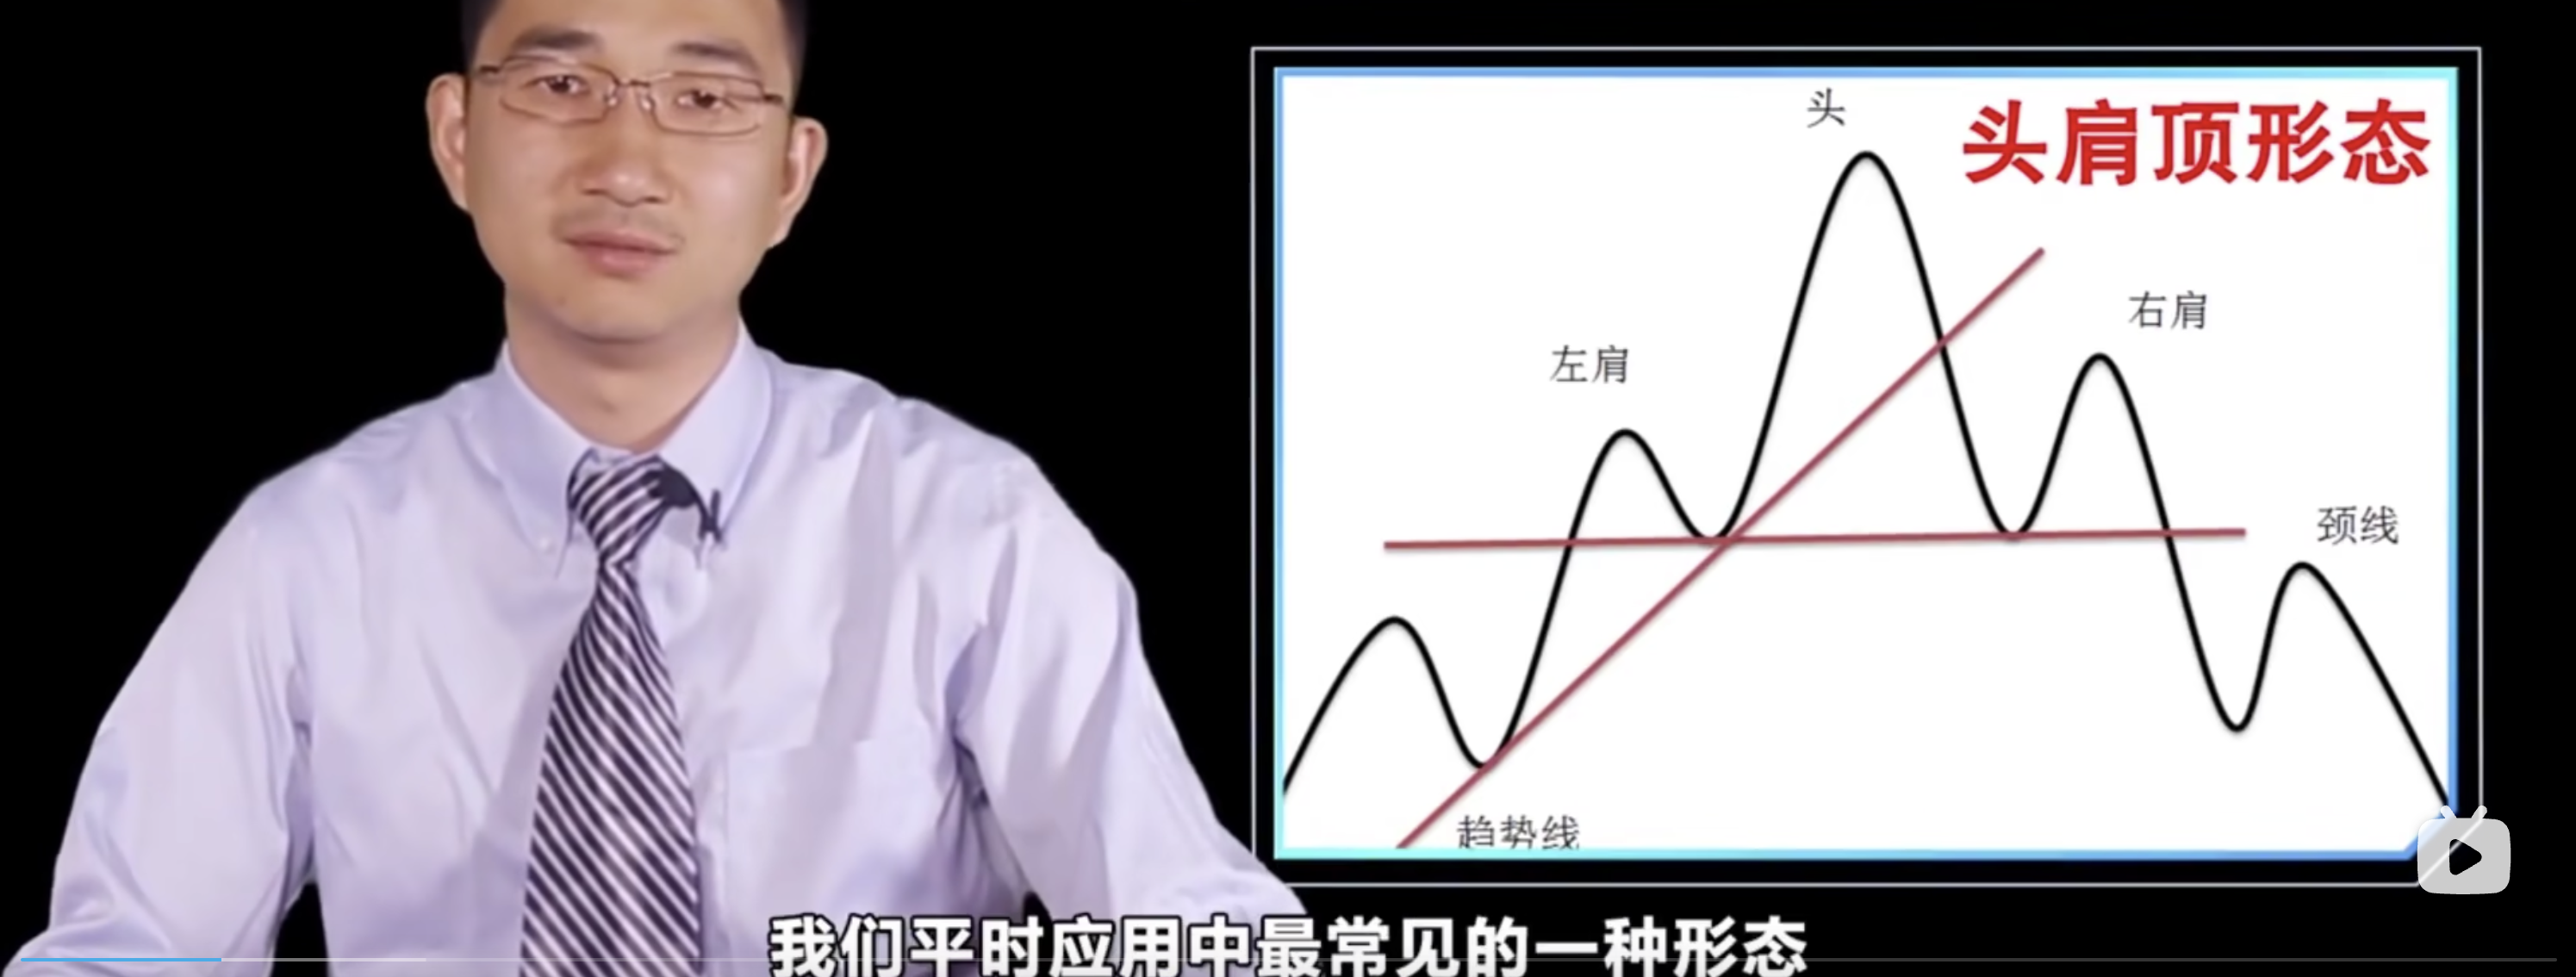 头肩顶形态
头
左肩
右肩
颈线
趋势线
我们平时应用中最常见的一种形态